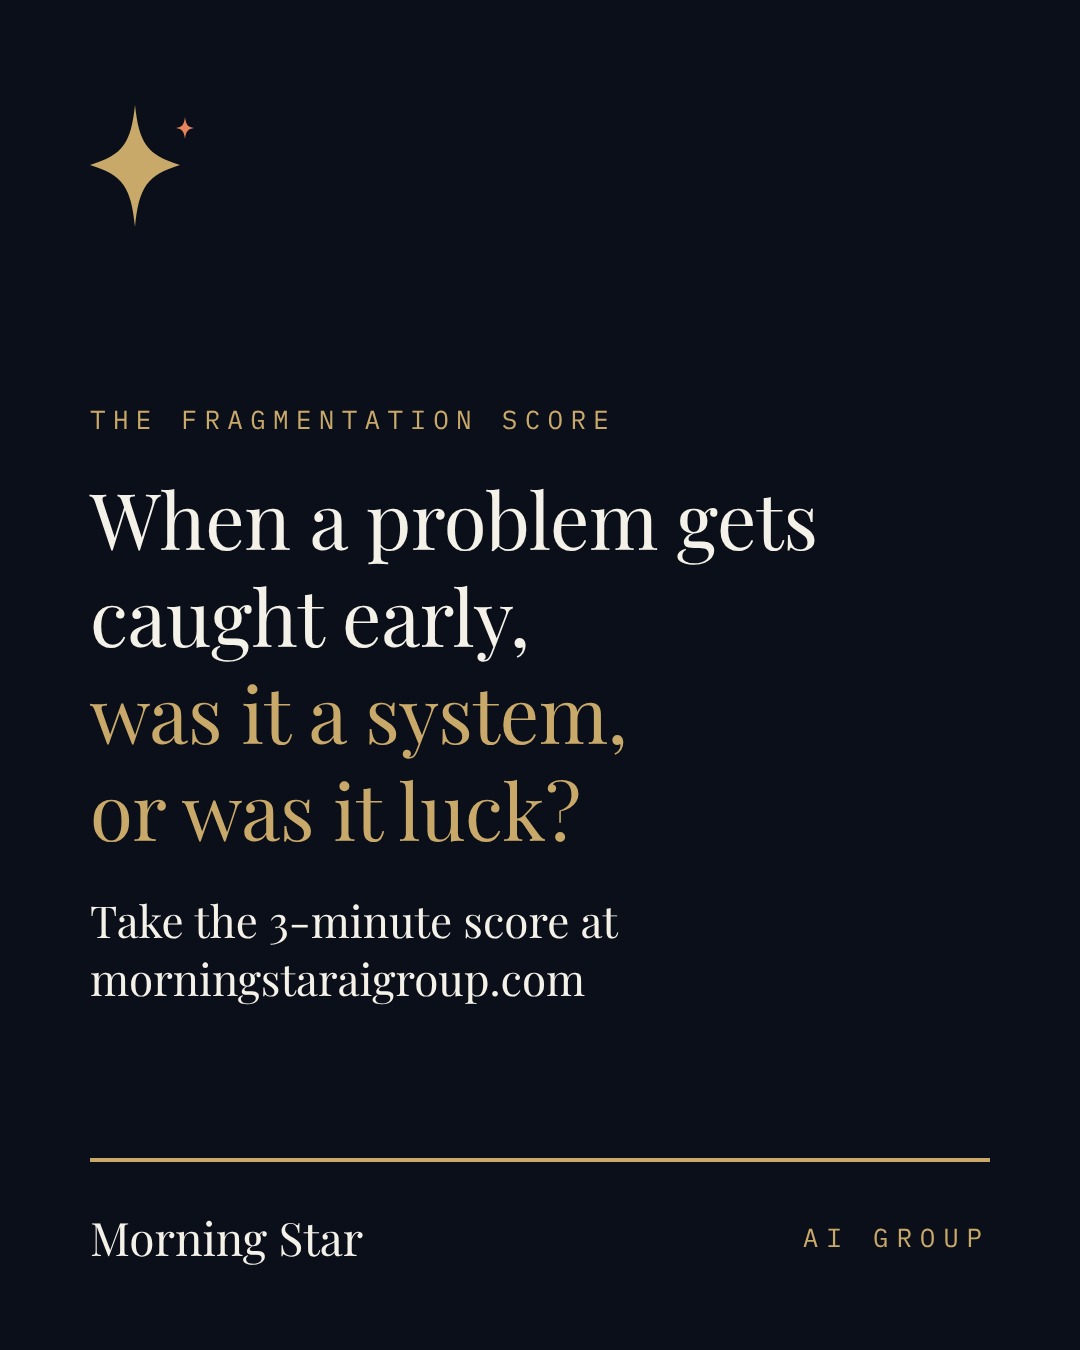 THE FRAGMENTATION SCORE
When a problem gets
caught early,
was it a system,
or was it luck?
Take the 3-minute score at
morningstaraigroup.com
Morning Star
AI GROUP